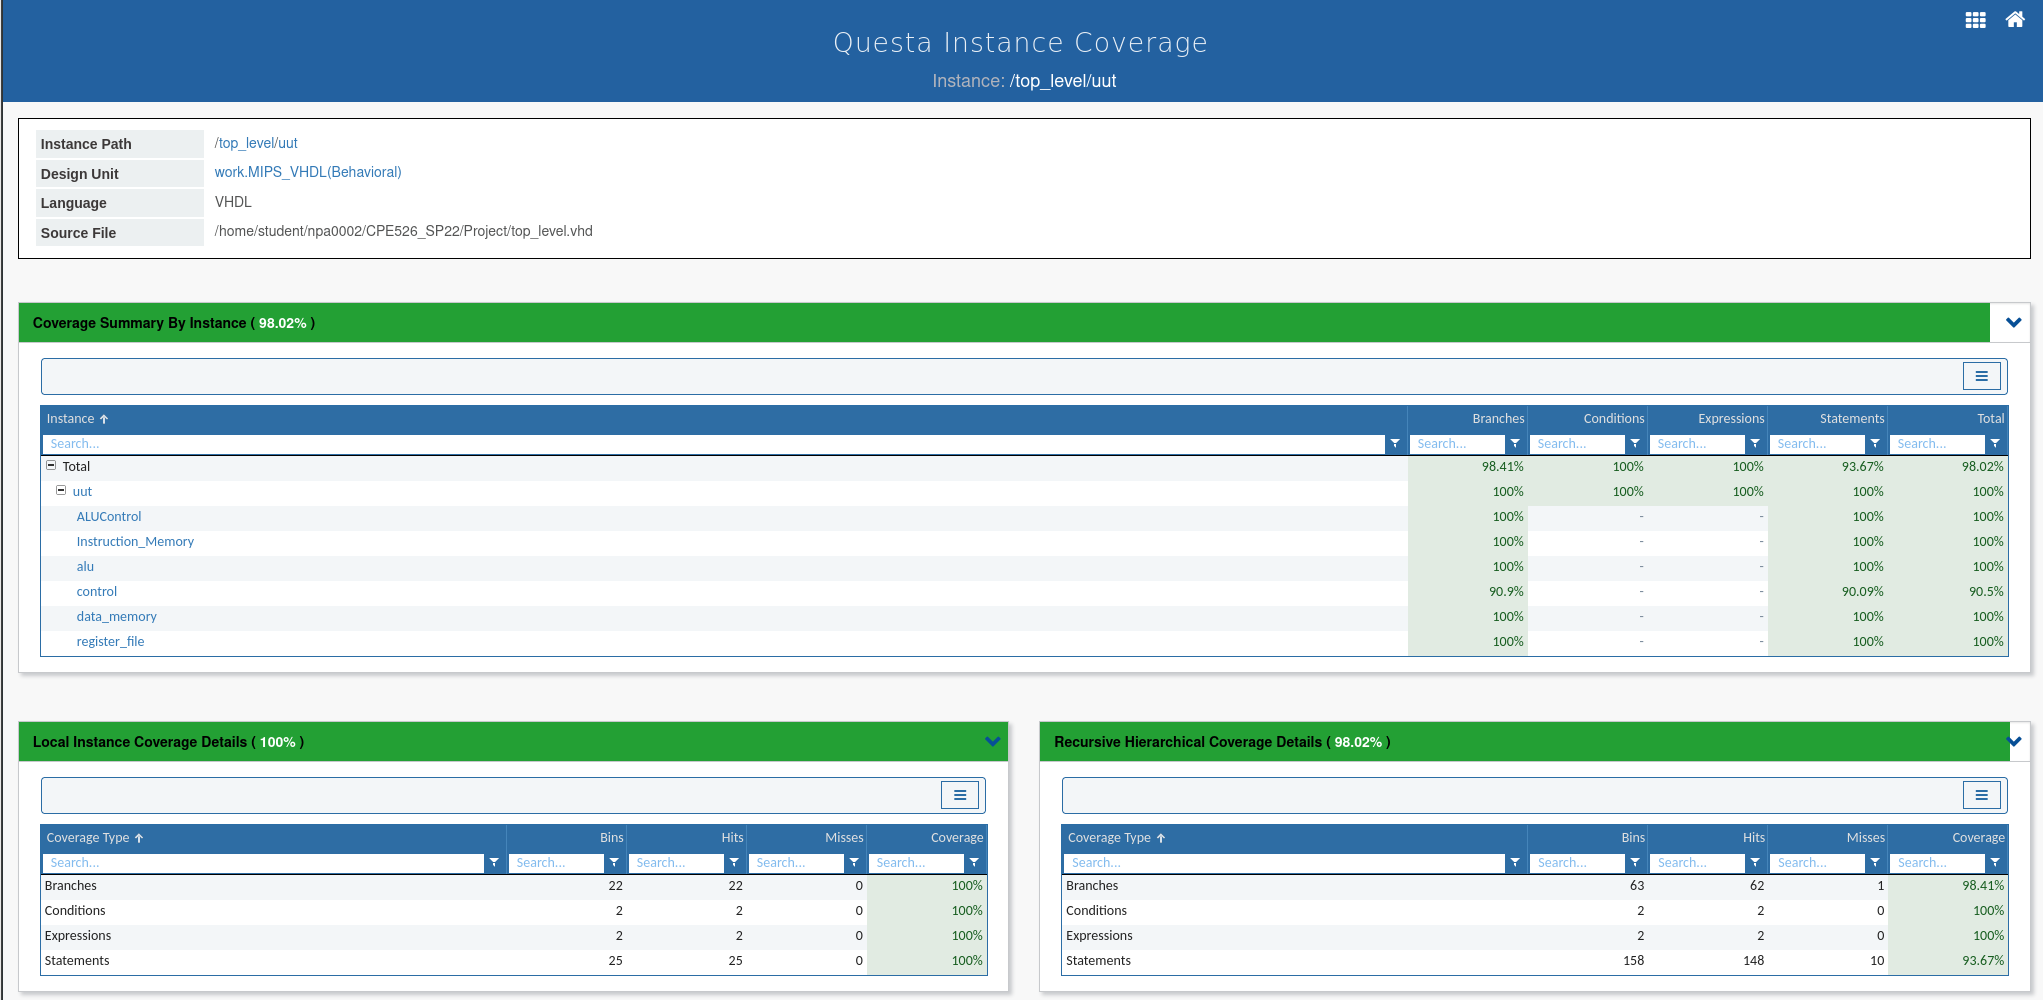 Questa Instance Coverage
Instance: /top_level/uut
Instance Path /top_level/uut
Design Unit work.MIPS_VHDL(Behavioral)
Language VHDL
Source File /home/student/npa0002/CPE526_SP22/Project/top_level.vhd
Coverage Summary By Instance ( 98.02% )
Instance Branches Conditions Expressions Statements Total
Search... Search... Search... Search... Search... Search...
Total 98.41% 100% 100% 93.67% 98.02%
uut 100% 100% 100% 100% 100%
ALUControl 100% - - 100% 100%
Instruction_Memory 100% - - 100% 100%
alu 100% - - 100% 100%
control 90.9% - - 90.09% 90.5%
data_memory 100% - - 100% 100%
register_file 100% - - 100% 100%
Local Instance Coverage Details ( 100% )
Coverage Type Bins Hits Misses Coverage
Search... Search... Search... Search... Search...
Branches 22 22 0 100%
Conditions 2 2 0 100%
Expressions 2 2 0 100%
Statements 25 25 0 100%
Recursive Hierarchical Coverage Details ( 98.02% )
Coverage Type Bins Hits Misses Coverage
Search... Search... Search... Search... Search...
Branches 63 62 1 98.41%
Conditions 2 2 0 100%
Expressions 2 2 0 100%
Statements 158 148 10 93.67%